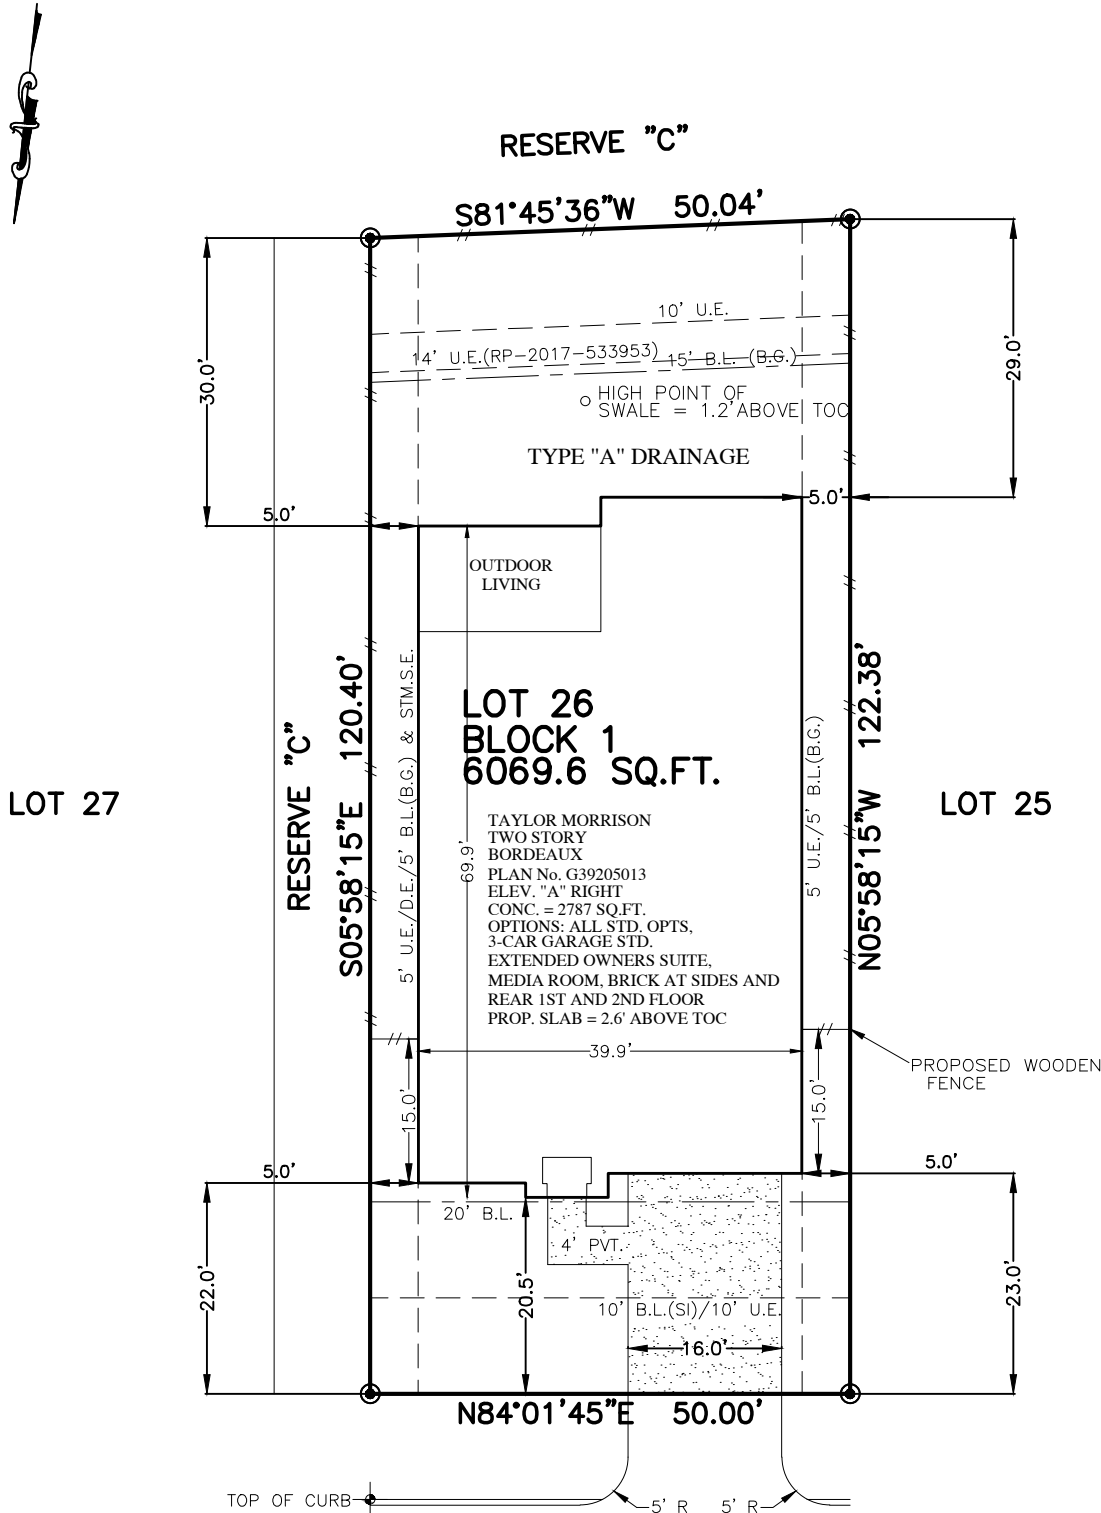 RESERVE "C"
S81°45'36"W 50.04'
10' U.E.
14' U.E.(RP-2017-533953)
15' B.L. (B.G.)
30.0'
29.0'
HIGH POINT OF
SWALE = 1.2'ABOVE TOC
TYPE "A" DRAINAGE
5.0'
5.0'
OUTDOOR
LIVING
LOT 26
BLOCK 1
6069.6 SQ.FT.
LOT 27
RESERVE "C"
S05°58'15"E 120.40'
5' U.E./D.E./5' B.L.(B.G.) & STM.S.E.
69.9'
5' U.E./5' B.L.(B.G.)
N05°58'15"W 122.38'
LOT 25
TAYLOR MORRISON
TWO STORY
BORDEAUX
PLAN No. G39205013
ELEV. "A" RIGHT
CONC. = 2787 SQ.FT.
OPTIONS: ALL STD. OPTS,
3-CAR GARAGE STD.
EXTENDED OWNERS SUITE,
MEDIA ROOM, BRICK AT SIDES AND
REAR 1ST AND 2ND FLOOR
PROP. SLAB = 2.6' ABOVE TOC
39.9'
PROPOSED WOODEN
FENCE
15.0'
15.0'
5.0'
5.0'
20' B.L.
4' PVT.
22.0'
20.5'
23.0'
10' B.L.(SI)/10' U.E.
16.0'
N84°01'45"E 50.00'
TOP OF CURB
5' R
5' R